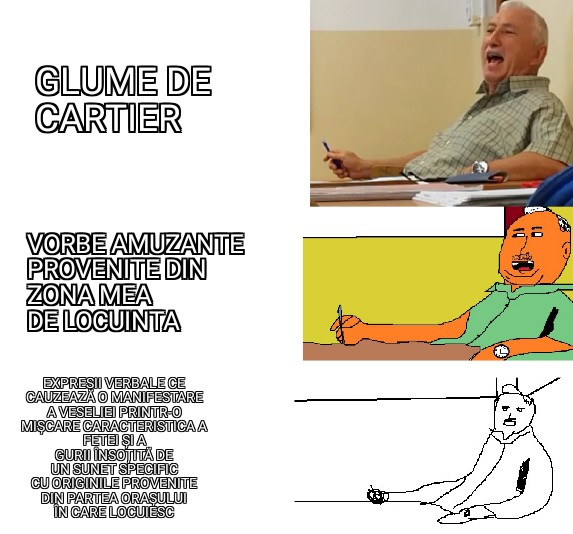 GLUME DE
CARTIER
VORBE AMUZANTE
PROVENITE DIN
ZONA MEA
DE LOCUINTA
EXPRESII VERBALE CE
CAUZEAZĂ O MANIFESTARE
A VESELIEI PRINTR-O
MIȘCARE CARACTERISTICA A
FEȚEI ȘI A
GURII ÎNSOȚITĂ DE
UN SUNET SPECIFIC
CU ORIGINILE PROVENITE
DIN PARTEA ORAȘULUI
ÎN CARE LOCUIESC